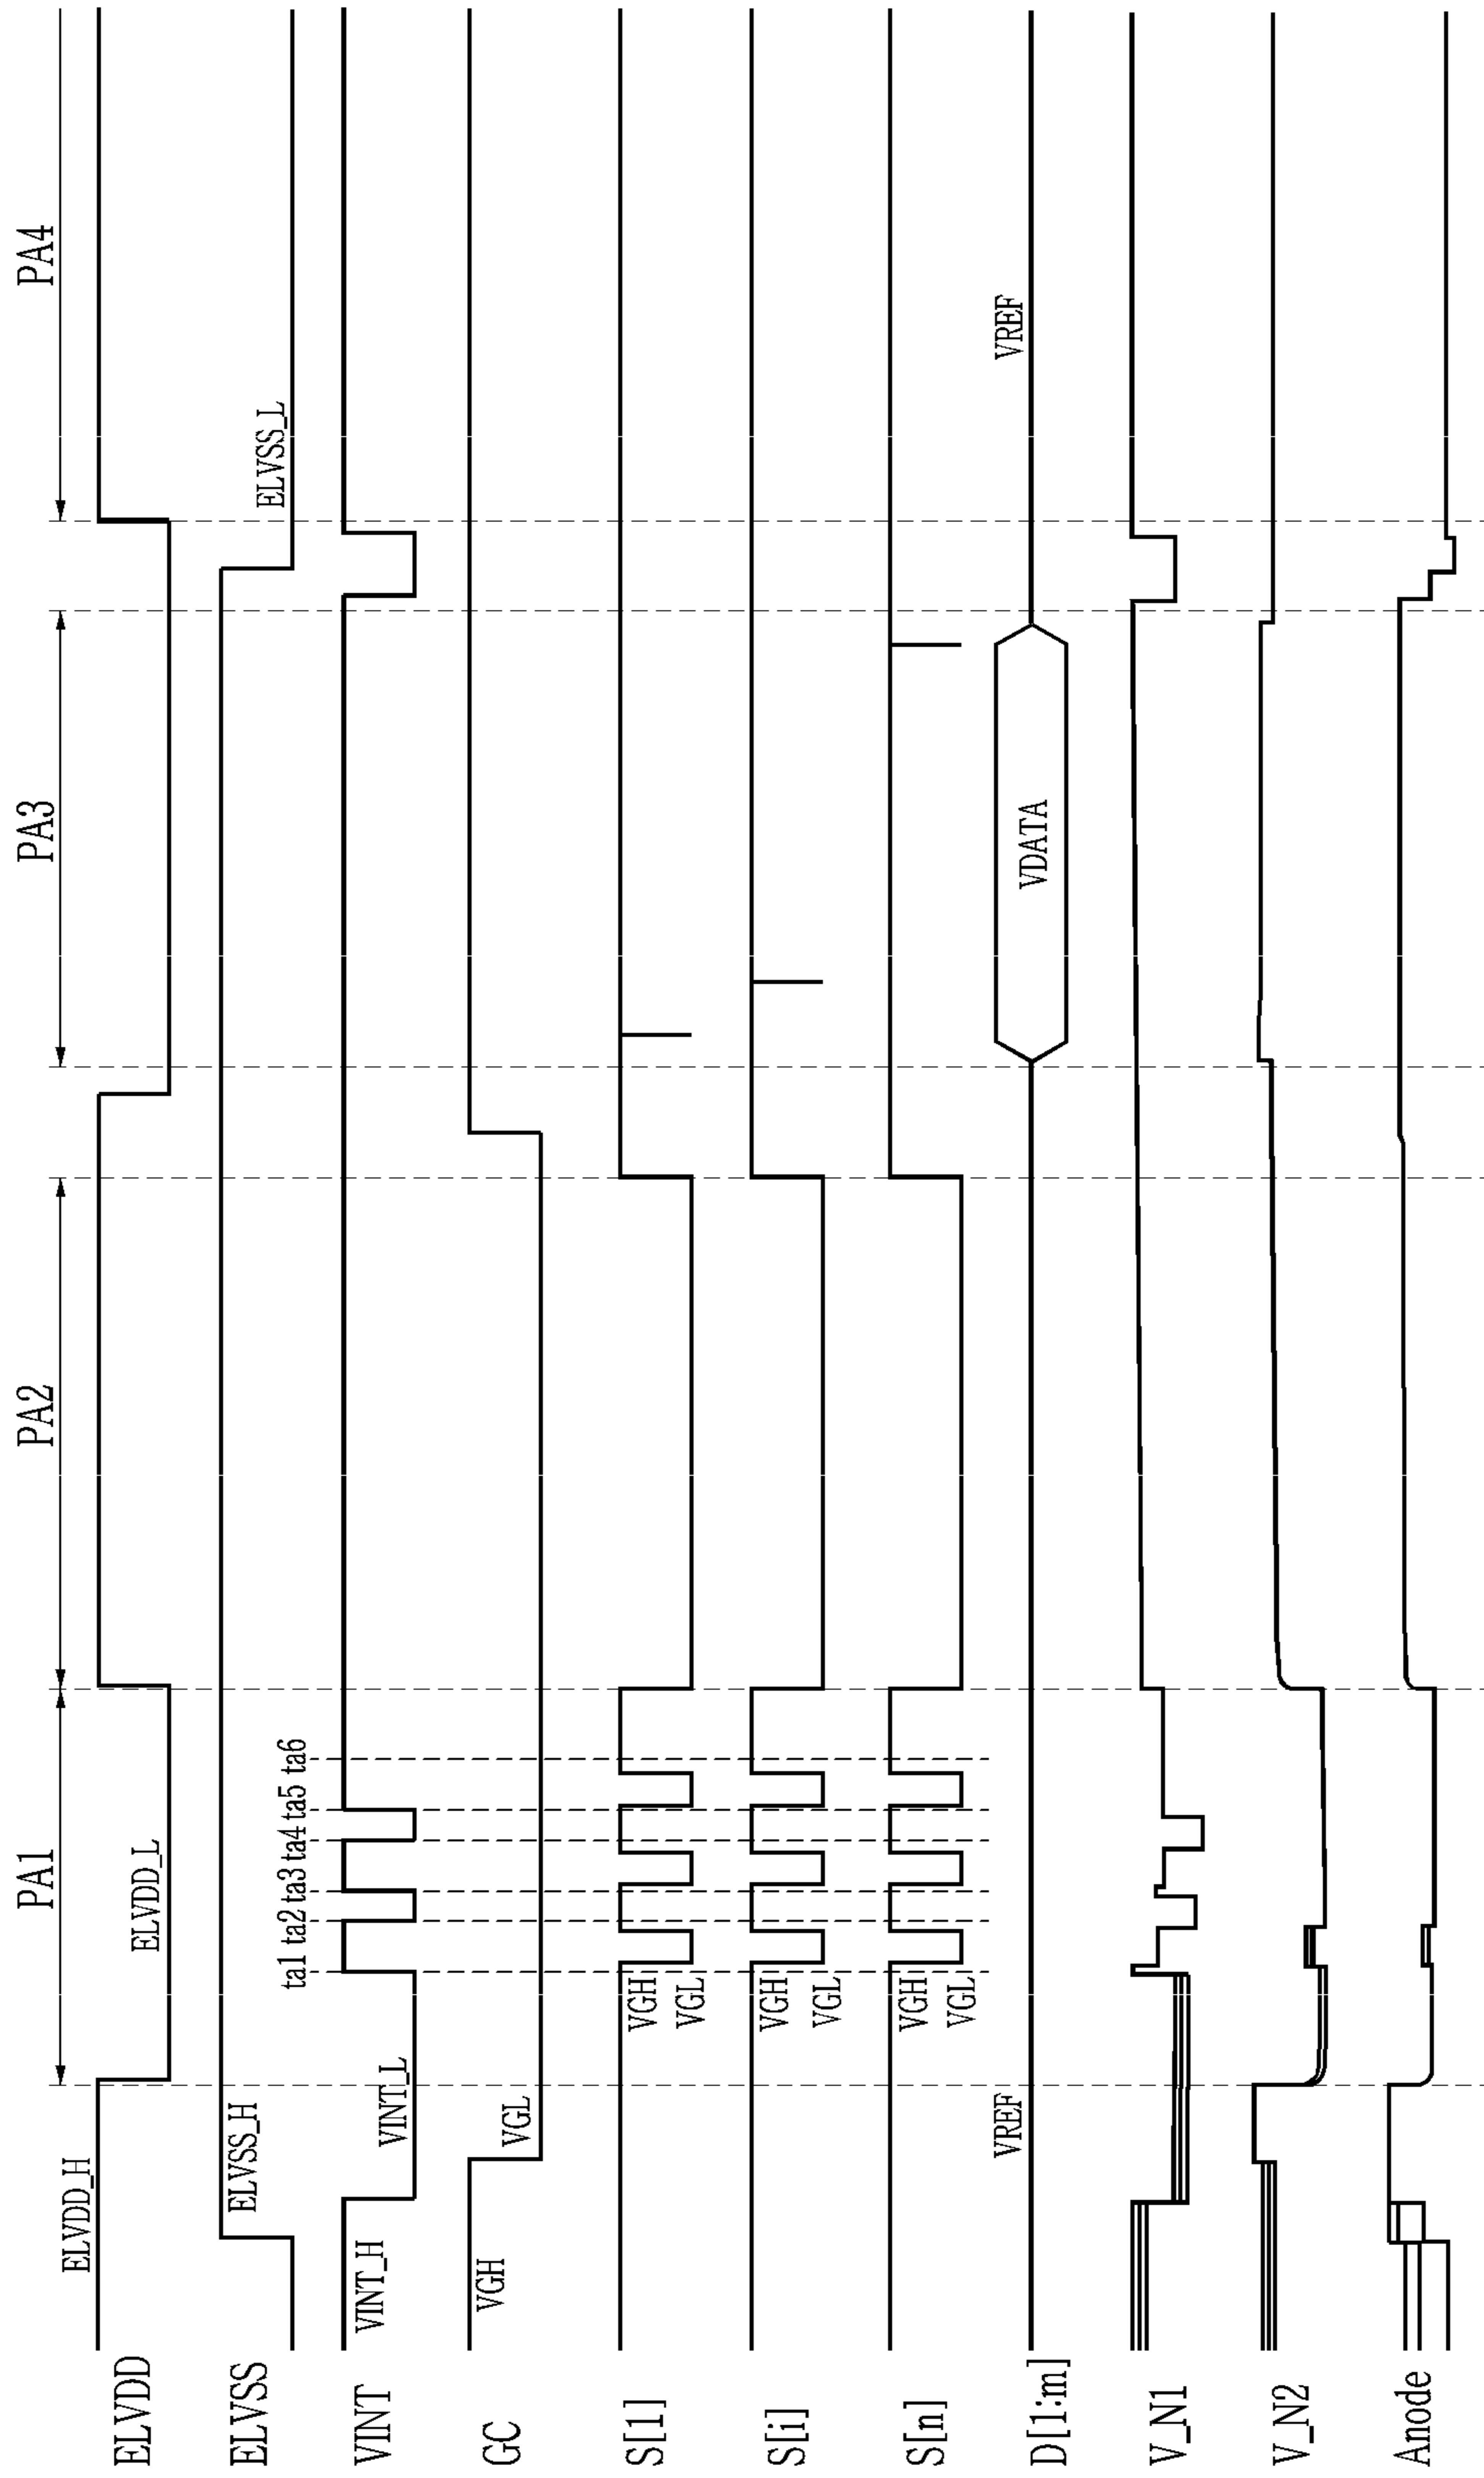 PA1 PA2 PA3 PA4
ELVDD ELVDD_H ELVDD_L
ELVSS ELVSS_H ELVSS_L
ta1 ta2 ta3 ta4 ta5 ta6
VINT VINT_H VINT_L
GC VGH VGL
S[1] VGH VGL
S[i] VGH VGL
S[n] VGH VGL
D[1:m] VREF VDATA VREF
V_N1
V_N2
Anode